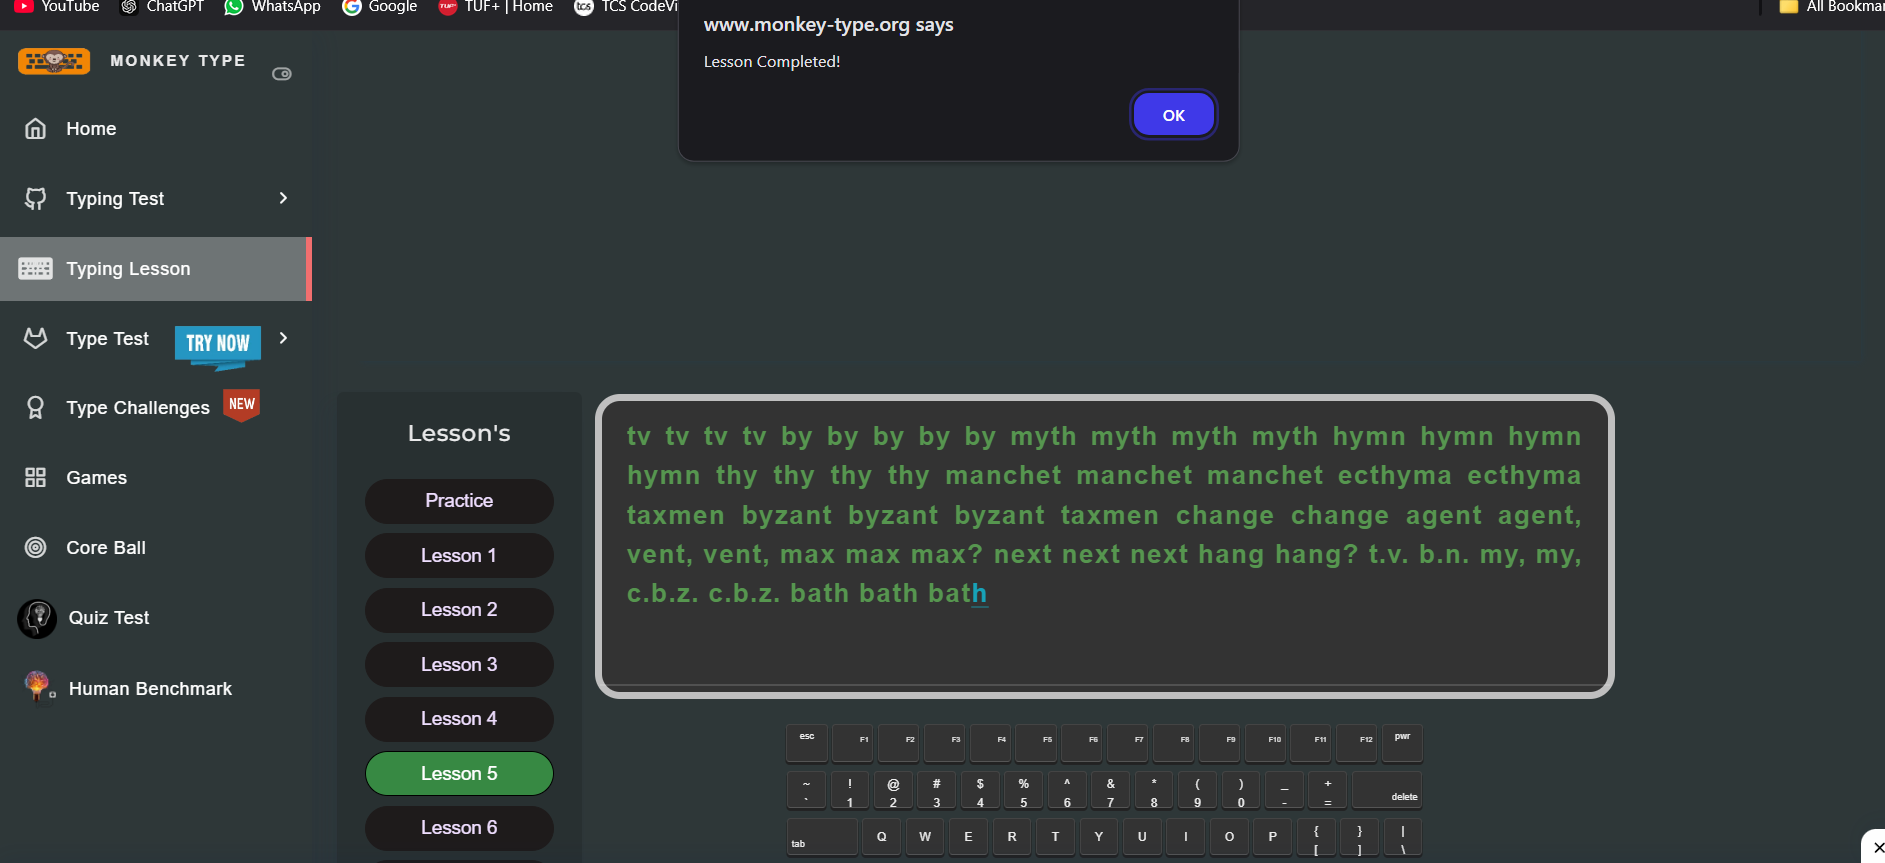 YouTube ChatGPT WhatsApp Google TUF+ | Home tcs TCS CodeVi
All Bookmar
www.monkey-type.org says
Lesson Completed!
OK
MONKEY TYPE
Home
Typing Test
Typing Lesson
Type Test TRY NOW
Type Challenges NEW
Games
Core Ball
Quiz Test
Human Benchmark
Lesson's
Practice
Lesson 1
Lesson 2
Lesson 3
Lesson 4
Lesson 5
Lesson 6
tv tv tv tv by by by by by myth myth myth myth hymn hymn hymn
hymn thy thy thy thy manchet manchet manchet ecthyma ecthyma
taxmen byzant byzant byzant taxmen change change agent agent,
vent, vent, max max max? next next next hang hang? t.v. b.n. my, my,
c.b.z. c.b.z. bath bath bath
esc F1 F2 F3 F4 F5 F6 F7 F8 F9 F10 F11 F12 pwr
~ ! @ # $ % ^ & * ( ) _ +
` 1 2 3 4 5 6 7 8 9 0 - = delete
tab Q W E R T Y U I O P { } |
[ ] \